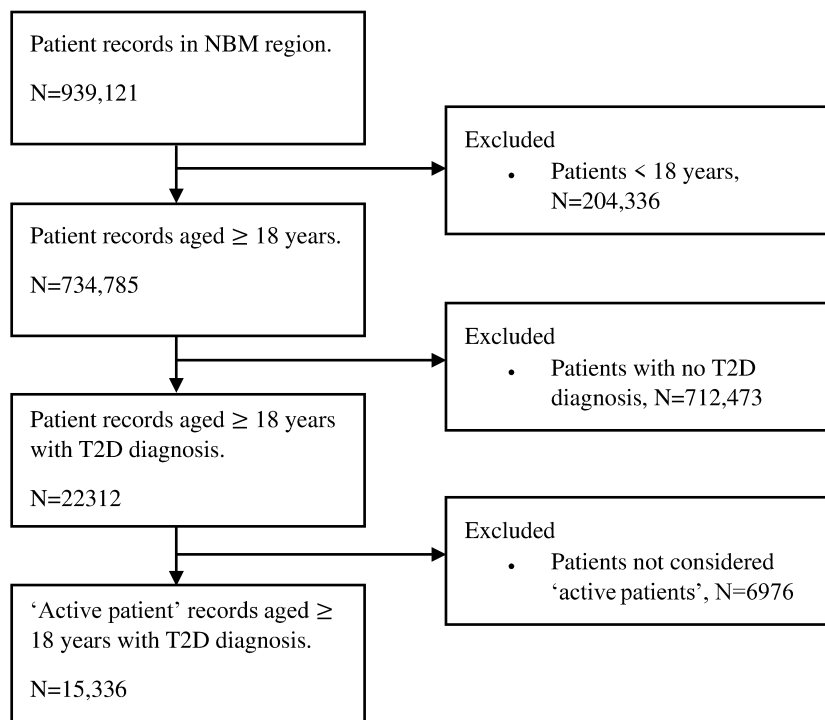 Patient records in NBM region.
N=939,121
Excluded
• Patients < 18 years,
N=204,336
Patient records aged ≥ 18 years.
N=734,785
Excluded
• Patients with no T2D
diagnosis, N=712,473
Patient records aged ≥ 18 years
with T2D diagnosis.
N=22312
Excluded
• Patients not considered
‘active patients’, N=6976
‘Active patient’ records aged ≥
18 years with T2D diagnosis.
N=15,336